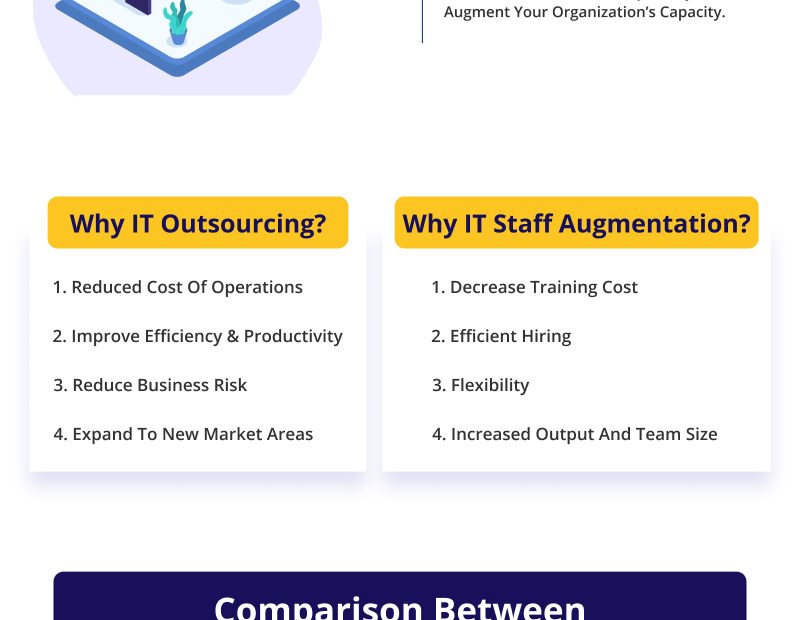 Augment Your Organization’s Capacity.
Why IT Outsourcing?
1. Reduced Cost Of Operations
2. Improve Efficiency & Productivity
3. Reduce Business Risk
4. Expand To New Market Areas
Why IT Staff Augmentation?
1. Decrease Training Cost
2. Efficient Hiring
3. Flexibility
4. Increased Output And Team Size
Comparison Between